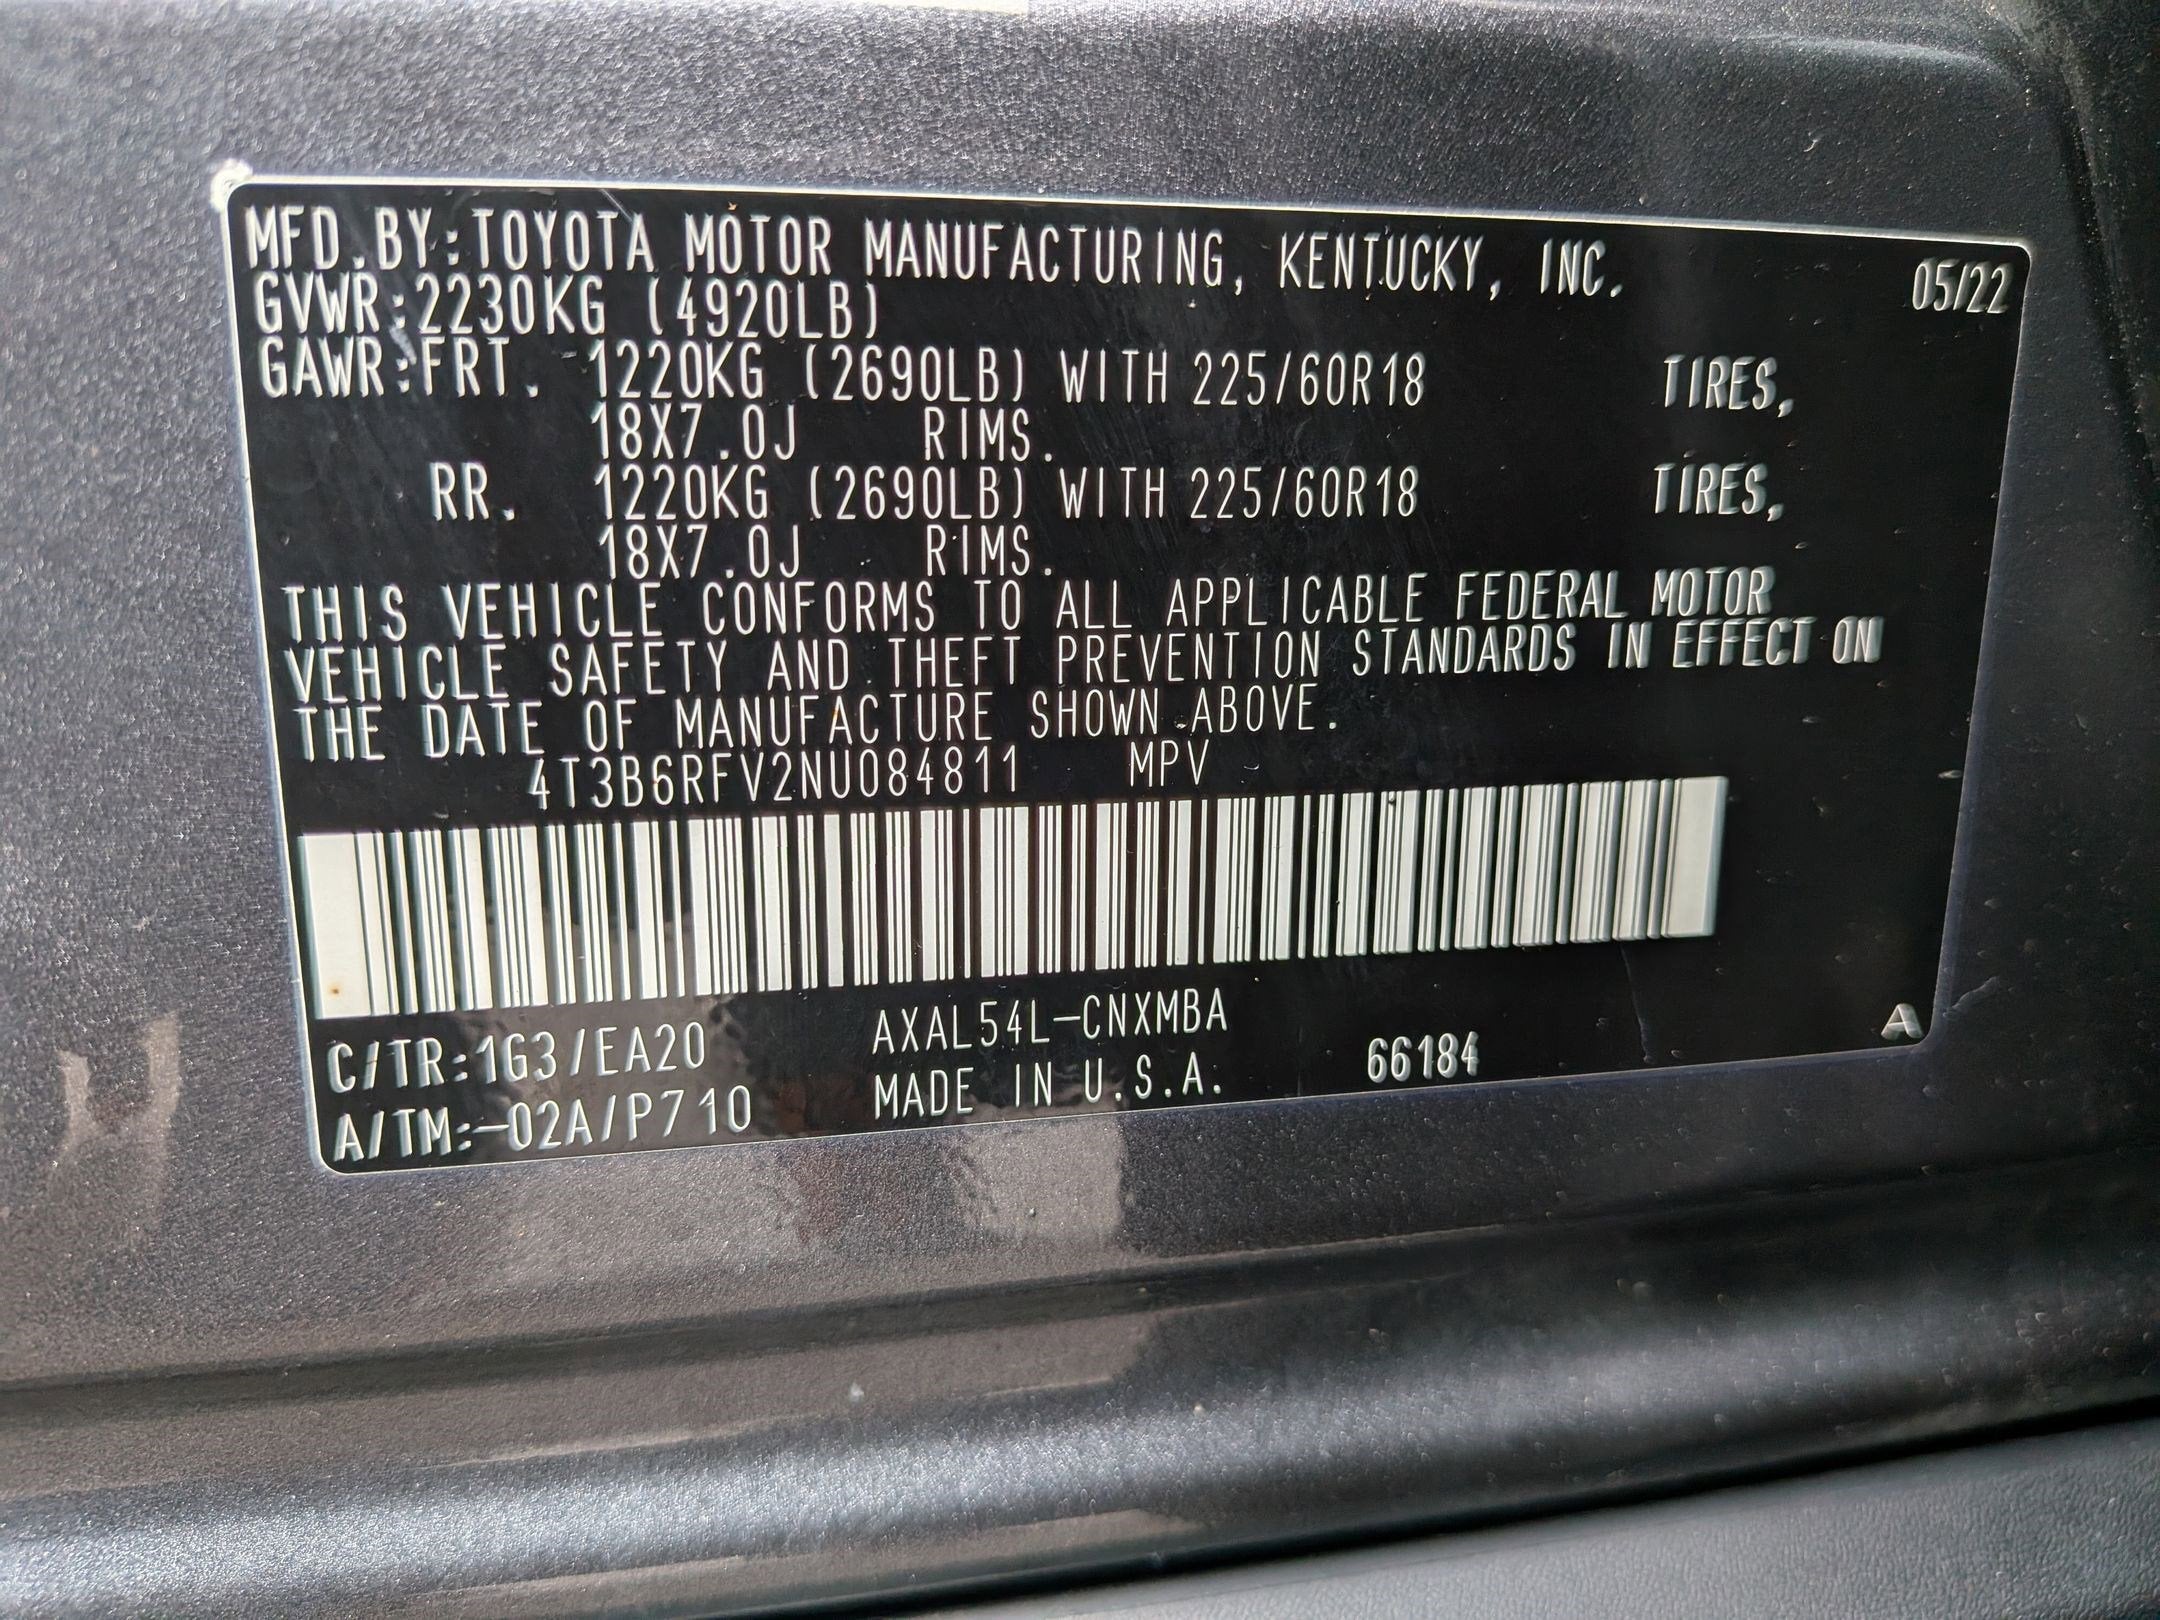 MFD.BY:TOYOTA MOTOR MANUFACTURING, KENTUCKY, INC. 05/22
GVWR:2230KG (4920LB)
GAWR:FRT. 1220KG (2690LB) WITH 225/60R18 TIRES,
18X7.0J RIMS.
RR. 1220KG (2690LB) WITH 225/60R18 TIRES,
18X7.0J RIMS.
THIS VEHICLE CONFORMS TO ALL APPLICABLE FEDERAL MOTOR
VEHICLE SAFETY AND THEFT PREVENTION STANDARDS IN EFFECT ON
THE DATE OF MANUFACTURE SHOWN ABOVE.
4T3B6RFV2NU084811 MPV
C/TR:1G3/EA20 AXAL54L-CNXMBA A
A/TM:-02A/P710 MADE IN U.S.A. 66184